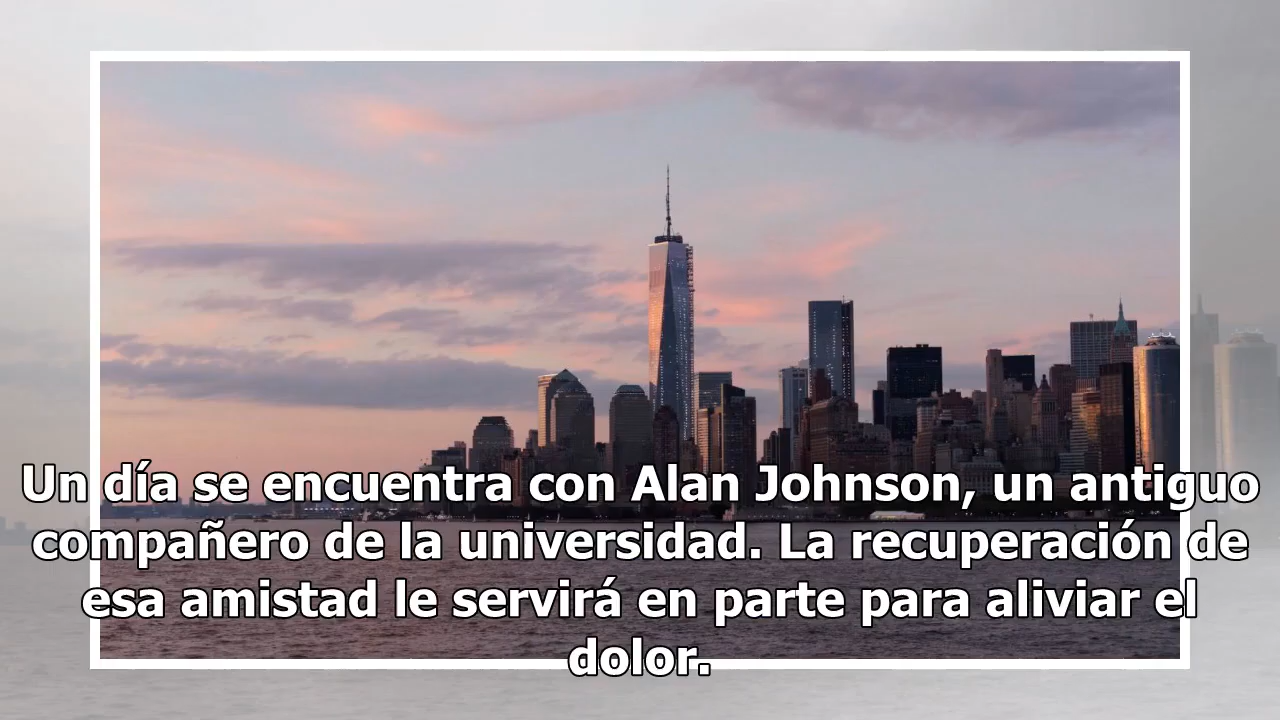 Un día se encuentra con Alan Johnson, un antiguo
compañero de la universidad. La recuperación de
esa amistad le servirá en parte para aliviar el
dolor.